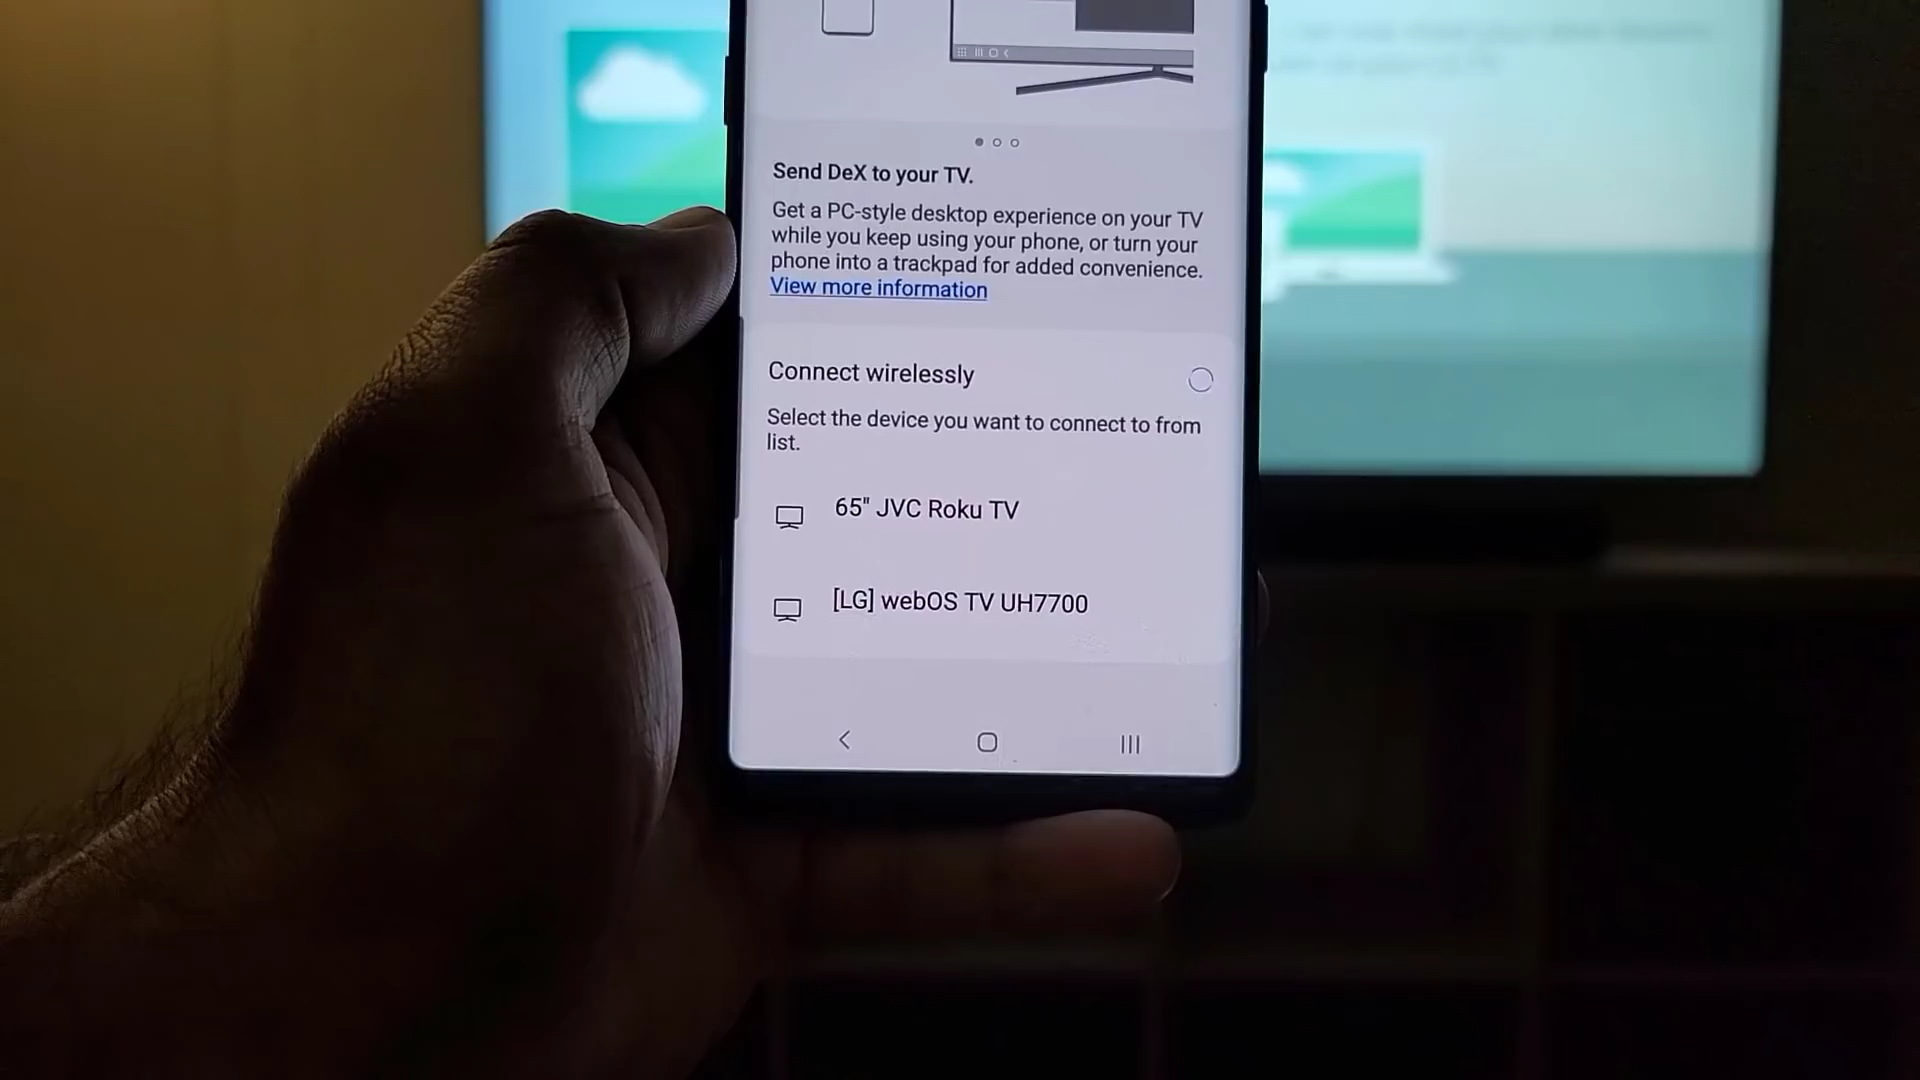 Send DeX to your TV.
Get a PC-style desktop experience on your TV
while you keep using your phone, or turn your
phone into a trackpad for added convenience.
View more information
Connect wirelessly
Select the device you want to connect to from
list.
65" JVC Roku TV
[LG] webOS TV UH7700